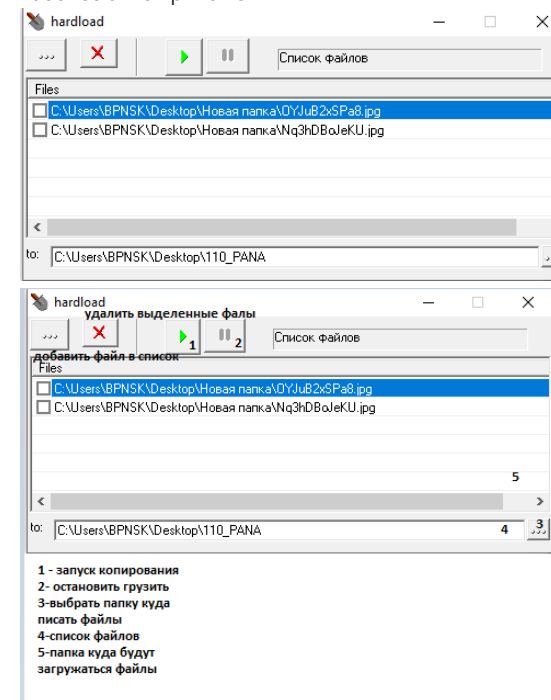 hardload
...
Список файлов
Files
C:\Users\BPNSK\Desktop\Новая папка\OYJuB2xSPa8.jpg
C:\Users\BPNSK\Desktop\Новая папка\Nq3hDBoJeKU.jpg
to: C:\Users\BPNSK\Desktop\110_PANA
hardload
удалить выделенные фалы
... 1 2 Список файлов
добавить файл в список
Files
C:\Users\BPNSK\Desktop\Новая папка\OYJuB2xSPa8.jpg
C:\Users\BPNSK\Desktop\Новая папка\Nq3hDBoJeKU.jpg
5
to: C:\Users\BPNSK\Desktop\110_PANA 4 3 ...
1 - запуск копирования
2- остановить грузить
3-выбрать папку куда
писать файлы
4-список файлов
5-папка куда будут
загружаться файлы